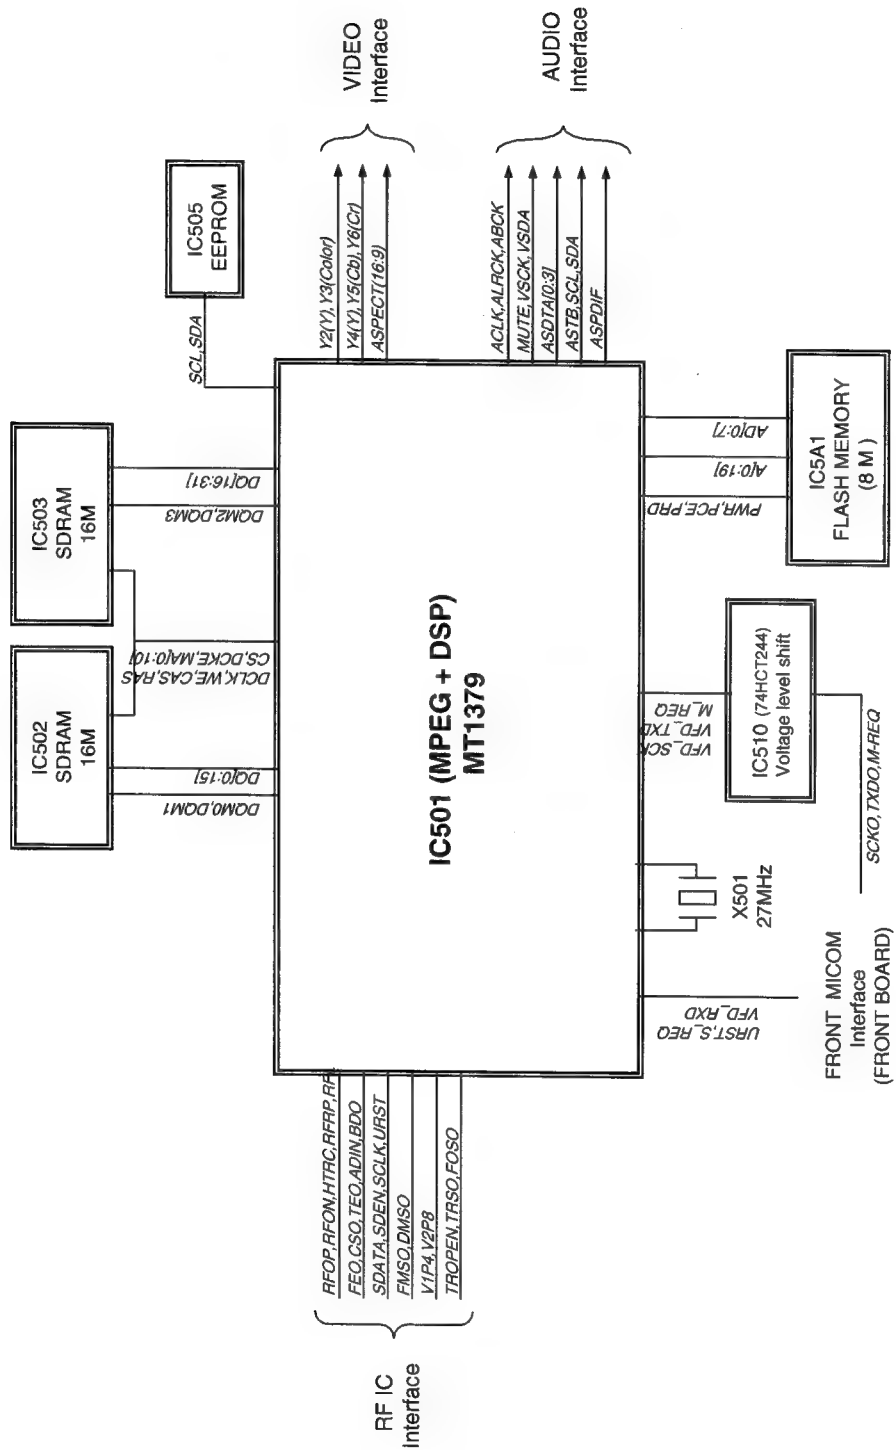 IC502
SDRAM
16M
IC503
SDRAM
16M
IC505
EEPROM
DQM0,DQM1
DQ[0:15]
DCLK,WE,CAS,RAS
CS,DCKE,MA[0:10]
DQM2,DQM3
DQ[16:31]
SCL,SDA
RF IC
Interface
RFOP,RFON,HTRC,RFRP,RF
FEO,CSO,TEO,ADIN,BDO
SDATA,SDEN,SCLK,URST
FMSO,DMSO
V1P4,V2P8
TROPEN,TRSO,FOSO
IC501 (MPEG + DSP)
MT1379
Y2(Y),Y3(Color)
Y4(Y),Y5(Cb),Y6(Cr)
ASPECT(16:9)
VIDEO
Interface
ACLK,ALRCK,ABCK
MUTE,VSCK,VSDA
ASDTA[0:3]
ASTB,SCL,SDA
ASPDIF
AUDIO
Interface
URST,S_REQ
VFD_RXD
FRONT MICOM
Interface
(FRONT BOARD)
X501
27MHz
VFD_SCK
VFD_TXD
M_REQ
IC510 (74HCT244)
Voltage level shift
SCKO,TXDO,M-REQ
PWR,PCE,PRD
A[0:19]
AD[0:7]
IC5A1
FLASH MEMORY
(8 M)